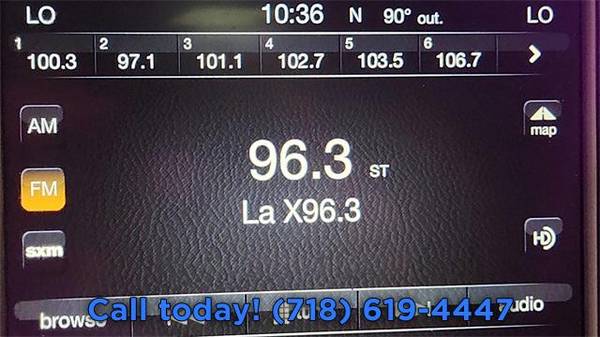 LO 10:36 N 90° out. LO
1 2 3 4 5 6
100.3 97.1 101.1 102.7 103.5 106.7
AM map
96.3 ST
FM
La X96.3
sxm HD
Call today! (718) 619-4447
browse audio